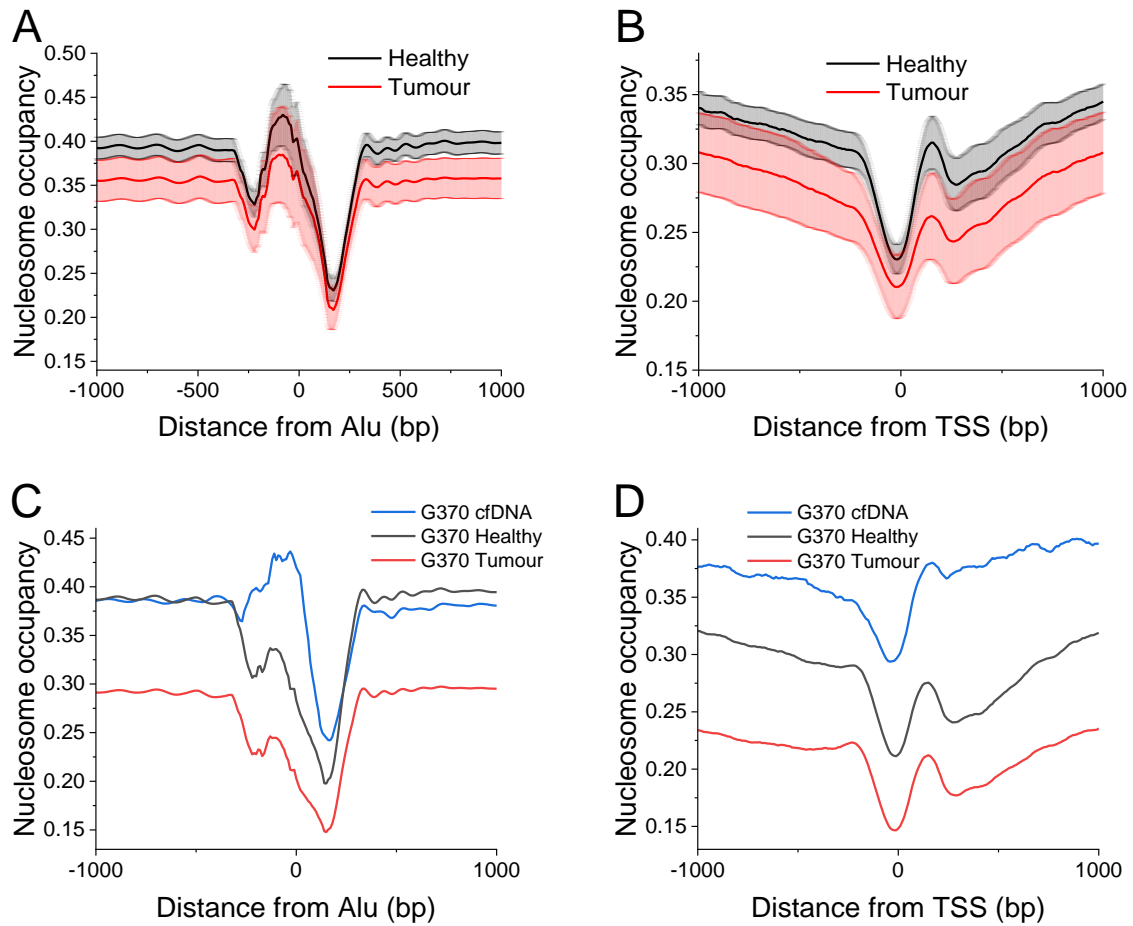 A
Nucleosome occupancy
0.50
0.45
0.40
0.35
0.30
0.25
0.20
0.15
Healthy
Tumour
-1000
-500
0
500
1000
Distance from Alu (bp)
B
Nucleosome occupancy
0.35
0.30
0.25
0.20
0.15
Healthy
Tumour
-1000
0
1000
Distance from TSS (bp)
C
Nucleosome occupancy
0.45
0.40
0.35
0.30
0.25
0.20
0.15
G370 cfDNA
G370 Healthy
G370 Tumour
-1000
0
1000
Distance from Alu (bp)
D
Nucleosome occupancy
0.40
0.35
0.30
0.25
0.20
0.15
G370 cfDNA
G370 Healthy
G370 Tumour
-1000
0
1000
Distance from TSS (bp)